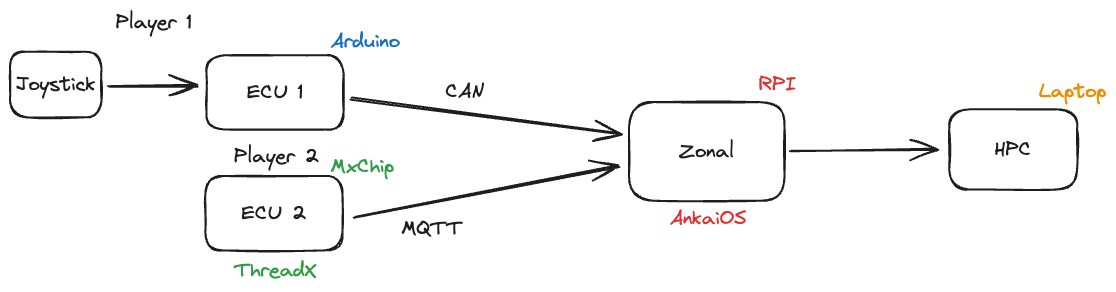 Player 1
Arduino
Joystick
ECU 1
CAN
RPI
Laptop
Zonal
HPC
Player 2
MxChip
ECU 2
MQTT
AnkaiOS
ThreadX